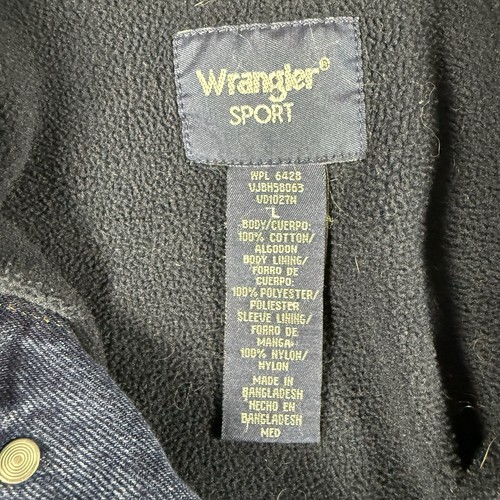 Wrangler®
SPORT
WPL 6428
VJBH58063
VD1027N
L
BODY/CUERPO:
100% COTTON/
ALGODON
BODY LINING/
FORRO DE
CUERPO:
100% POLYESTER/
POLIESTER
SLEEVE LINING/
FORRO DE
MANGA:
100% NYLON/
NYLON
MADE IN
BANGLADESH
HECHO EN
BANGLADESH
MED